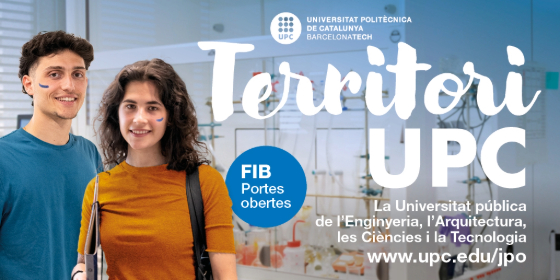 UNIVERSITAT POLITÈCNICA
DE CATALUNYA
BARCELONATECH
UPC
Territori
UPC
FIB
Portes
obertes
La Universitat pública
de l'Enginyeria, l'Arquitectura,
les Ciències i la Tecnologia
www.upc.edu/jpo